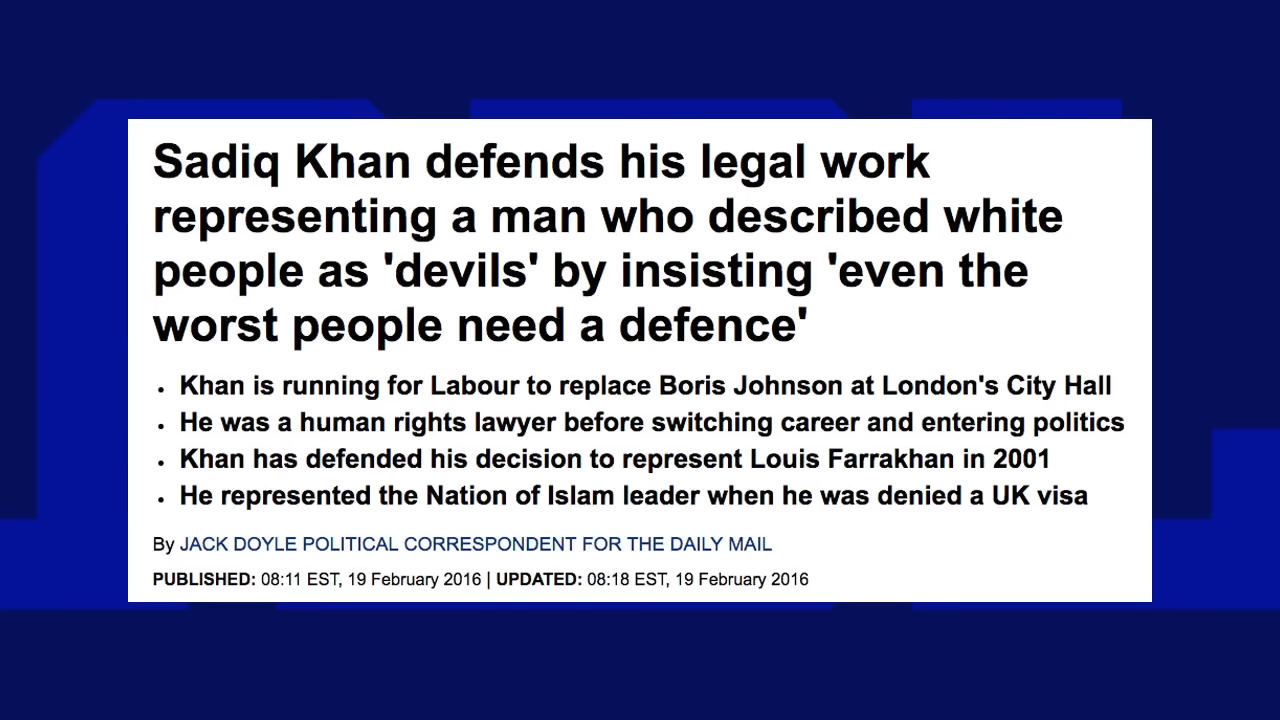 Sadiq Khan defends his legal work
representing a man who described white
people as 'devils' by insisting 'even the
worst people need a defence'
• Khan is running for Labour to replace Boris Johnson at London's City Hall
• He was a human rights lawyer before switching career and entering politics
• Khan has defended his decision to represent Louis Farrakhan in 2001
• He represented the Nation of Islam leader when he was denied a UK visa
By JACK DOYLE POLITICAL CORRESPONDENT FOR THE DAILY MAIL
PUBLISHED: 08:11 EST, 19 February 2016 | UPDATED: 08:18 EST, 19 February 2016